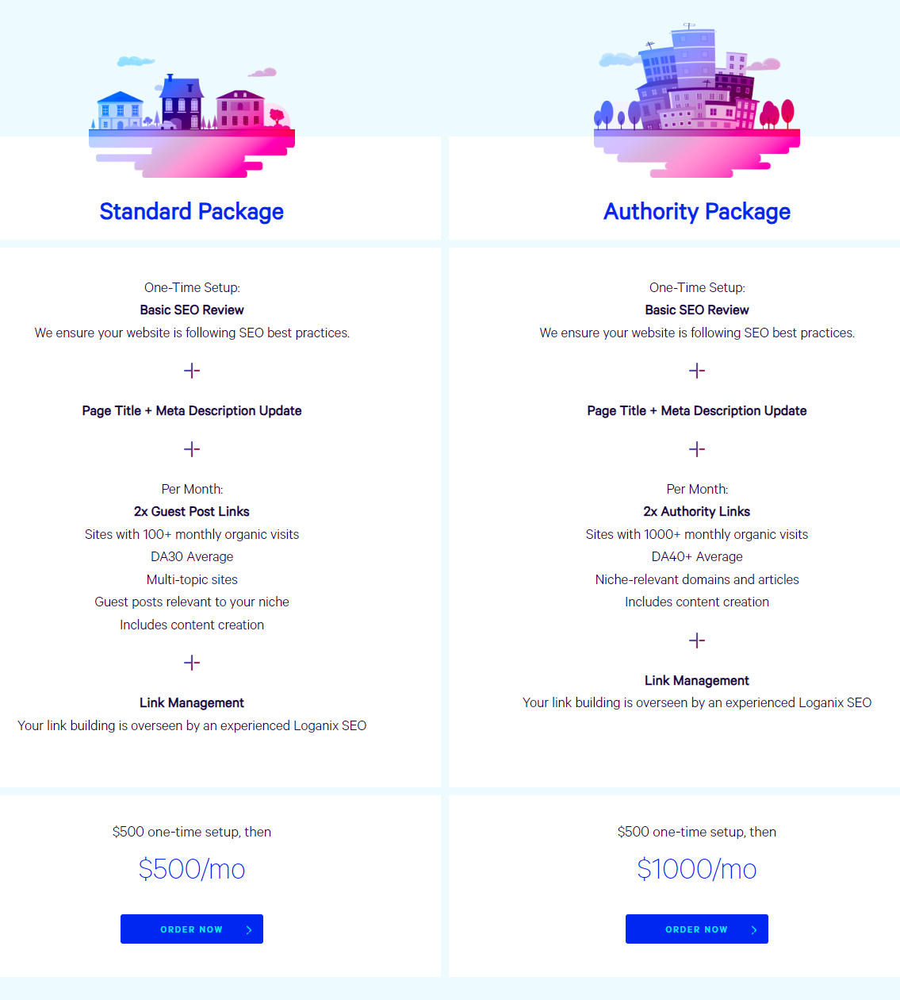 Standard Package
One-Time Setup:
Basic SEO Review
We ensure your website is following SEO best practices.
Page Title + Meta Description Update
Per Month:
2x Guest Post Links
Sites with 100+ monthly organic visits
DA30 Average
Multi-topic sites
Guest posts relevant to your niche
Includes content creation
Link Management
Your link building is overseen by an experienced Loganix SEO
$500 one-time setup, then
$500/mo
ORDER NOW
Authority Package
One-Time Setup:
Basic SEO Review
We ensure your website is following SEO best practices.
Page Title + Meta Description Update
Per Month:
2x Authority Links
Sites with 1000+ monthly organic visits
DA40+ Average
Niche-relevant domains and articles
Includes content creation
Link Management
Your link building is overseen by an experienced Loganix SEO
$500 one-time setup, then
$1000/mo
ORDER NOW